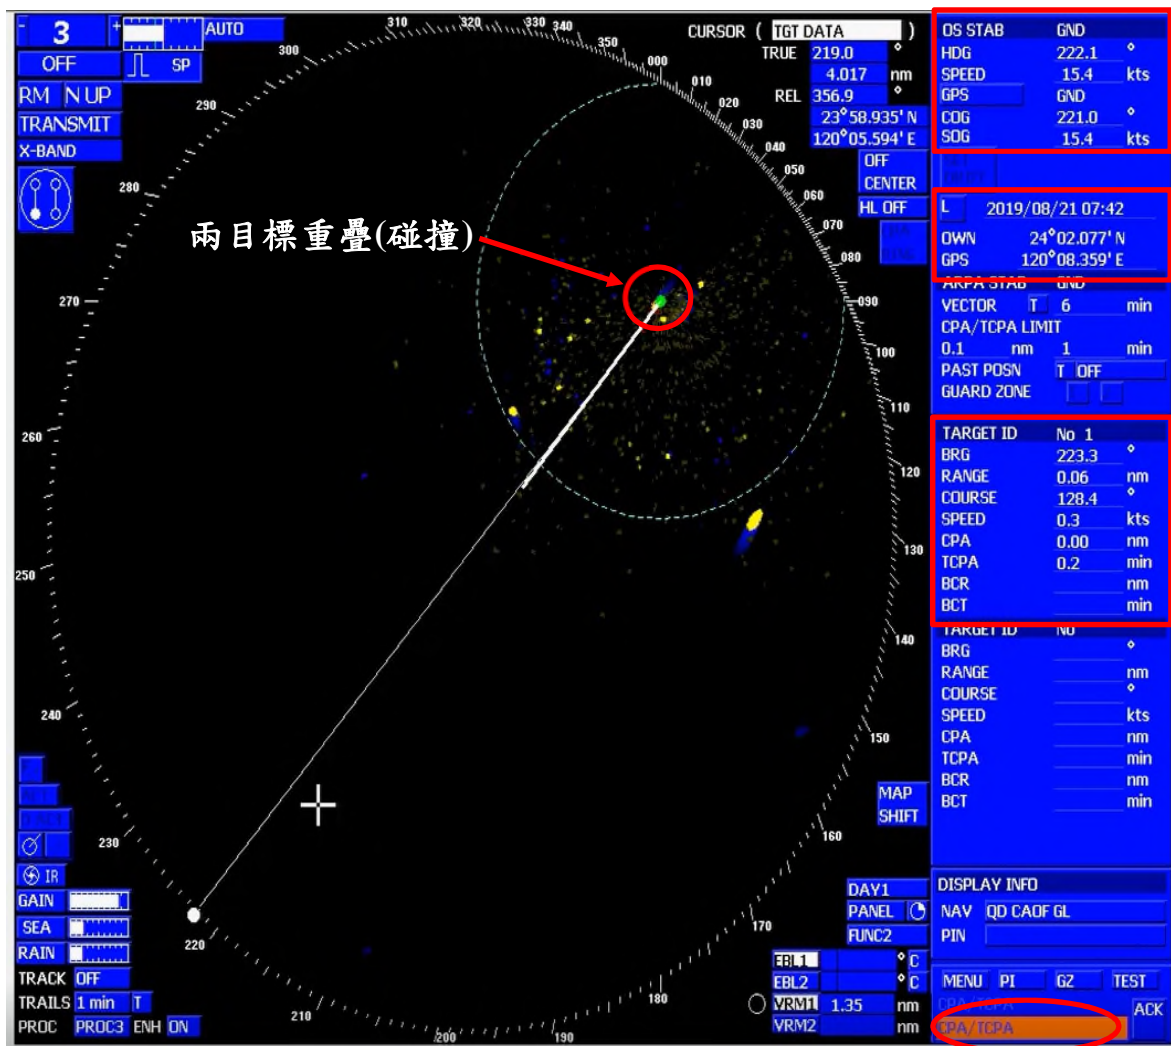 - 3 +
AUTO
OFF
SP
RM N UP
TRANSMIT
X-BAND
CURSOR ( TGT DATA )
TRUE 219.0 °
4.017 nm
REL 356.9 °
23°58.935' N
120°05.594' E
OFF
CENTER
HL OFF
兩目標重疊(碰撞)
310 320 330 340 350 000 010 020 030 040 050 060 070 080 090 100 110 120 130 140 150 160 170 180 190 200 210 220 230 240 250 260 270 280 290 300
MAP
SHIFT
IR
GAIN
SEA
RAIN
TRACK OFF
TRAILS 1 min T
PROC PROC3 ENH ON
DAY1
PANEL
FUNC2
EBL1 ° C
EBL2 ° C
VRM1 1.35 nm
VRM2 nm
OS STAB GND
HDG 222.1 °
SPEED 15.4 kts
GPS GND
COG 221.0 °
SOG 15.4 kts
L 2019/08/21 07:42
OWN 24°02.077' N
GPS 120°08.359' E
ARPA STAB GND
VECTOR T 6 min
CPA/TCPA LIMIT
0.1 nm 1 min
PAST POSN T OFF
GUARD ZONE
TARGET ID No 1
BRG 223.3 °
RANGE 0.06 nm
COURSE 128.4 °
SPEED 0.3 kts
CPA 0.00 nm
TCPA 0.2 min
BCR nm
BCT min
TARGET ID No
BRG °
RANGE nm
COURSE °
SPEED kts
CPA nm
TCPA min
BCR nm
BCT min
DISPLAY INFO
NAV QD CAOF GL
PIN
MENU PI GZ TEST
CPA/TCPA
ACK
CPA/TCPA